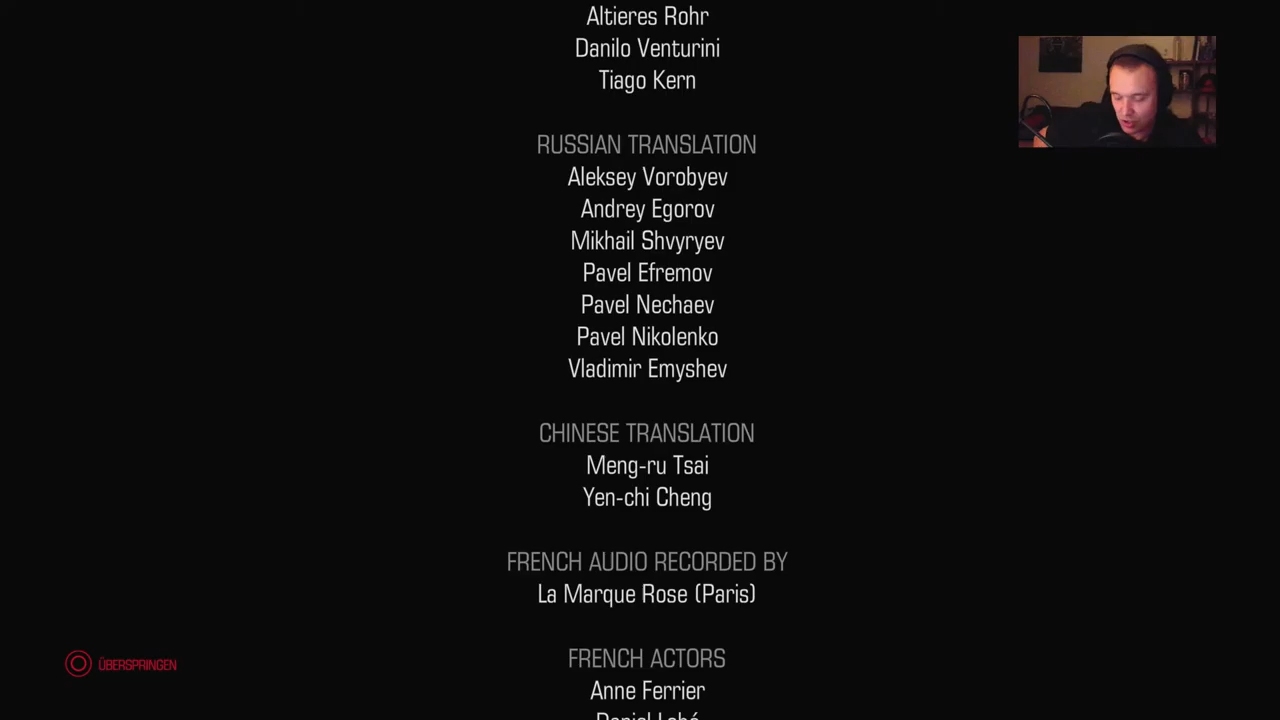 Altieres Rohr
Danilo Venturini
Tiago Kern
RUSSIAN TRANSLATION
Aleksey Vorobyev
Andrey Egorov
Mikhail Shvyryev
Pavel Efremov
Pavel Nechaev
Pavel Nikolenko
Vladimir Emyshev
CHINESE TRANSLATION
Meng-ru Tsai
Yen-chi Cheng
FRENCH AUDIO RECORDED BY
La Marque Rose (Paris)
ÜBERSPRINGEN
FRENCH ACTORS
Anne Ferrier
Daniel